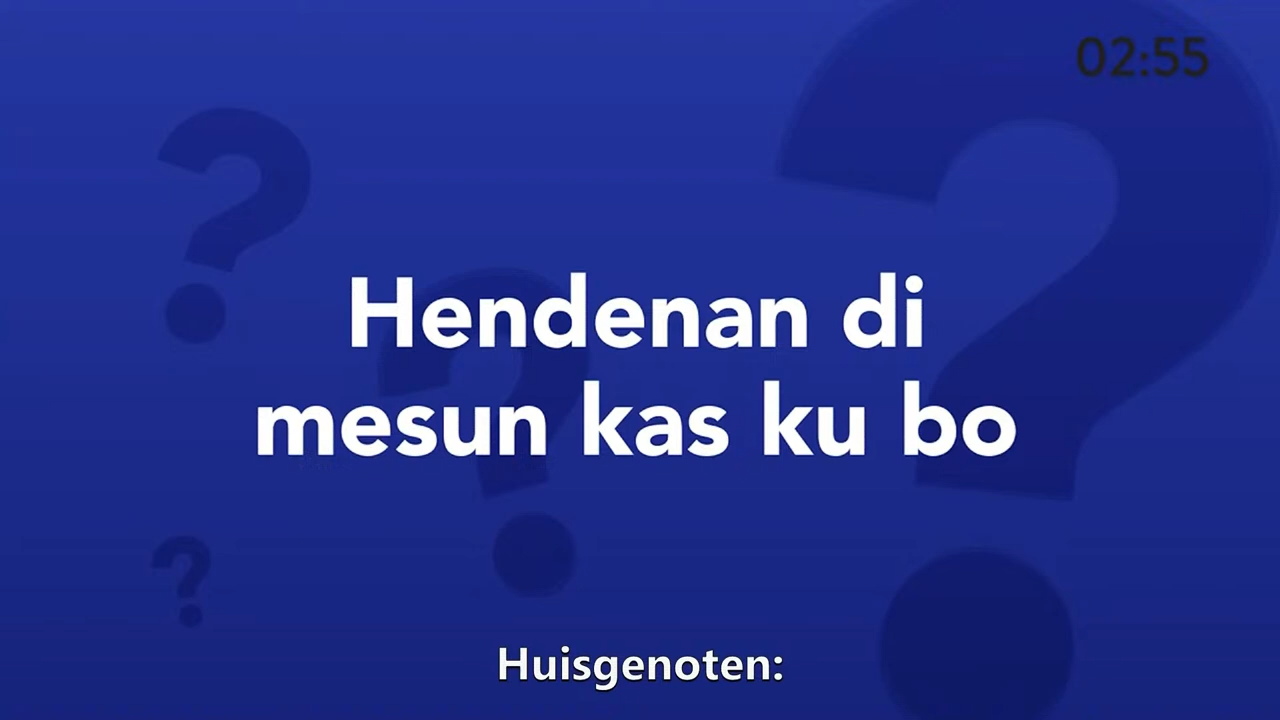 02:55
Hendenan di
mesun kas ku bo
Huisgenoten: